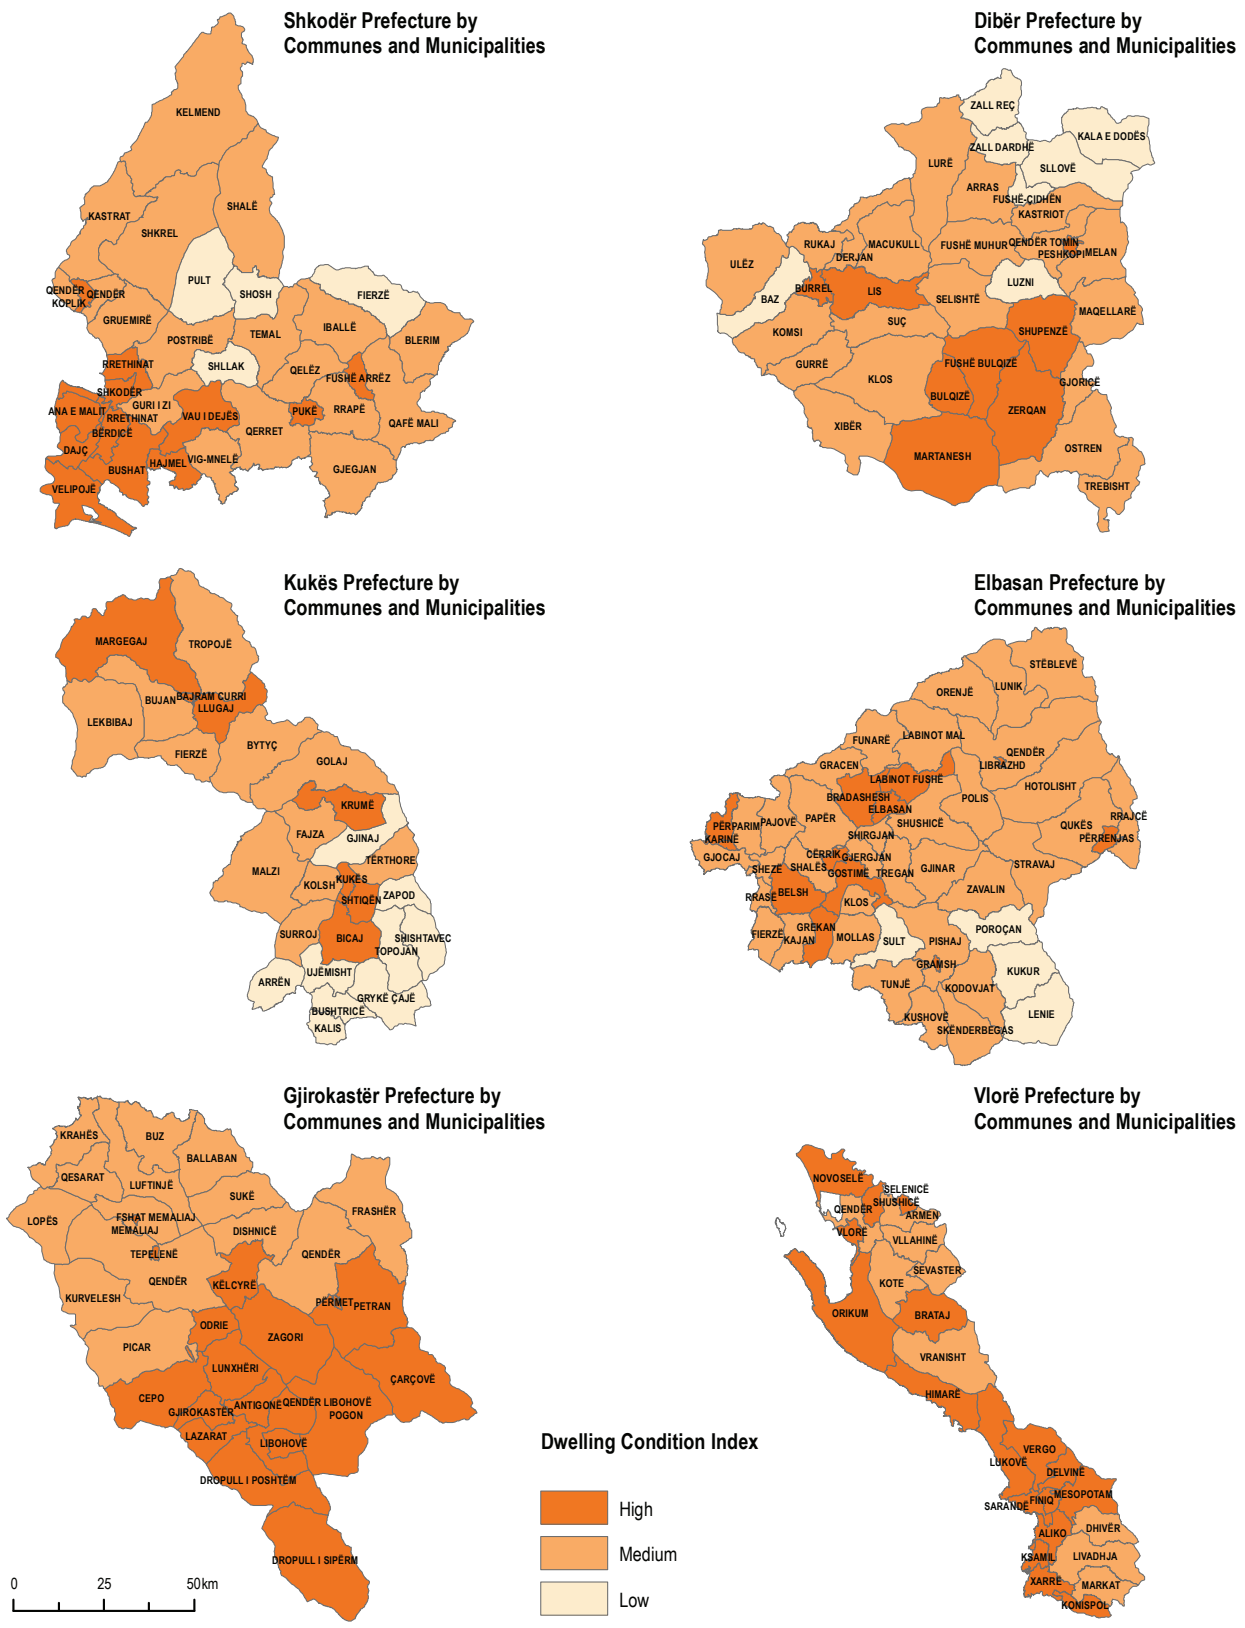 Shkodër Prefecture by
Communes and Municipalities
KELMEND
SHALË
KASTRAT
SHKREL
PULT
SHOSH
QENDËR
KOPLIK
QENDËR
FIERZË
GRUEMIRË
POSTRIBË
TEMAL
IBALLË
BLERIM
RRETHINAT
SHLLAK
QELËZ
FUSHË ARRËZ
SHKODËR
ANA E MALIT
GURI I ZI
RRETHINAT
VAU I DEJËS
PUKË
RRAPË
QAFË MALI
BËRDICË
QERRET
DAJÇ
BUSHAT
HAJMEL
VIG-MNELË
GJEGJAN
VELIPOJË
Dibër Prefecture by
Communes and Municipalities
ZALL REÇ
KALA E DODËS
ZALL DARDHË
LURË
SLLOVË
ARRAS
FUSHË-ÇIDHËN
KASTRIOT
RUKAJ
MACUKULL
FUSHË MUHUR
QENDËR TOMIN
PESHKOPI
MELAN
DERJAN
ULËZ
BAZ
BURREL
LIS
SELISHTË
LUZNI
MAQELLARË
KOMSI
SUÇ
SHUPENZË
GURRË
KLOS
FUSHË BULQIZË
GJORICË
BULQIZË
ZERQAN
XIBËR
MARTANESH
OSTREN
TREBISHT
Kukës Prefecture by
Communes and Municipalities
MARGEGAJ
TROPOJË
BUJAN
BAJRAM CURRI
LLUGAJ
LEKBIBAJ
FIERZË
BYTYÇ
GOLAJ
KRUMË
FAJZA
GJINAJ
TËRTHORE
MALZI
KOLSH
KUKËS
SHTIQËN
ZAPOD
SURROJ
BICAJ
SHISHTAVEC
TOPOJAN
UJËMISHT
ARRËN
GRYKË ÇAJË
BUSHTRICË
KALIS
Elbasan Prefecture by
Communes and Municipalities
STËBLEVË
ORENJË
LUNIK
FUNARË
LABINOT MAL
QENDËR
LIBRAZHD
GRACEN
LABINOT FUSHË
HOTOLISHT
BRADASHESH
ELBASAN
POLIS
PËRPARIM
KARINË
PAJOVË
PAPËR
SHUSHICË
RRAJCË
QUKËS
PËRRENJAS
SHIRGJAN
GJOCAJ
CËRRIK
GJERGJAN
SHEZË
SHALËS
GOSTIMË
TREGAN
GJINAR
STRAVAJ
RRASË
BELSH
KLOS
ZAVALIN
FIERZË
KAJAN
GREKAN
MOLLAS
SULT
PISHAJ
POROÇAN
GRAMSH
KUKUR
TUNJË
KODOVJAT
KUSHOVË
LENIE
SKËNDERBEGAS
Gjirokastër Prefecture by
Communes and Municipalities
KRAHËS
BUZ
BALLABAN
QESARAT
LUFTINJË
SUKË
LOPËS
FSHAT MEMALIAJ
MEMALIAJ
DISHNICË
FRASHËR
TEPELENË
QENDËR
QENDËR
KURVELESH
KËLCYRË
PËRMET
PETRAN
ODRIE
ZAGORI
PICAR
LUNXHËRI
ÇARÇOVË
CEPO
GJIROKASTËR
ANTIGONË
QENDËR LIBOHOVË
POGON
LAZARAT
LIBOHOVË
DROPULL I POSHTËM
DROPULL I SIPËRM
Vlorë Prefecture by
Communes and Municipalities
NOVOSELË
SELENICË
SHUSHICË
QENDËR
ARMEN
VLORË
VLLAHINË
SEVASTER
KOTE
ORIKUM
BRATAJ
VRANISHT
HIMARË
VERGO
LUKOVË
DELVINË
MESOPOTAM
SARANDË
FINIQ
ALIKO
DHIVËR
KSAMIL
LIVADHJA
XARRË
MARKAT
KONISPOL
Dwelling Condition Index
High
Medium
Low
0 25 50km